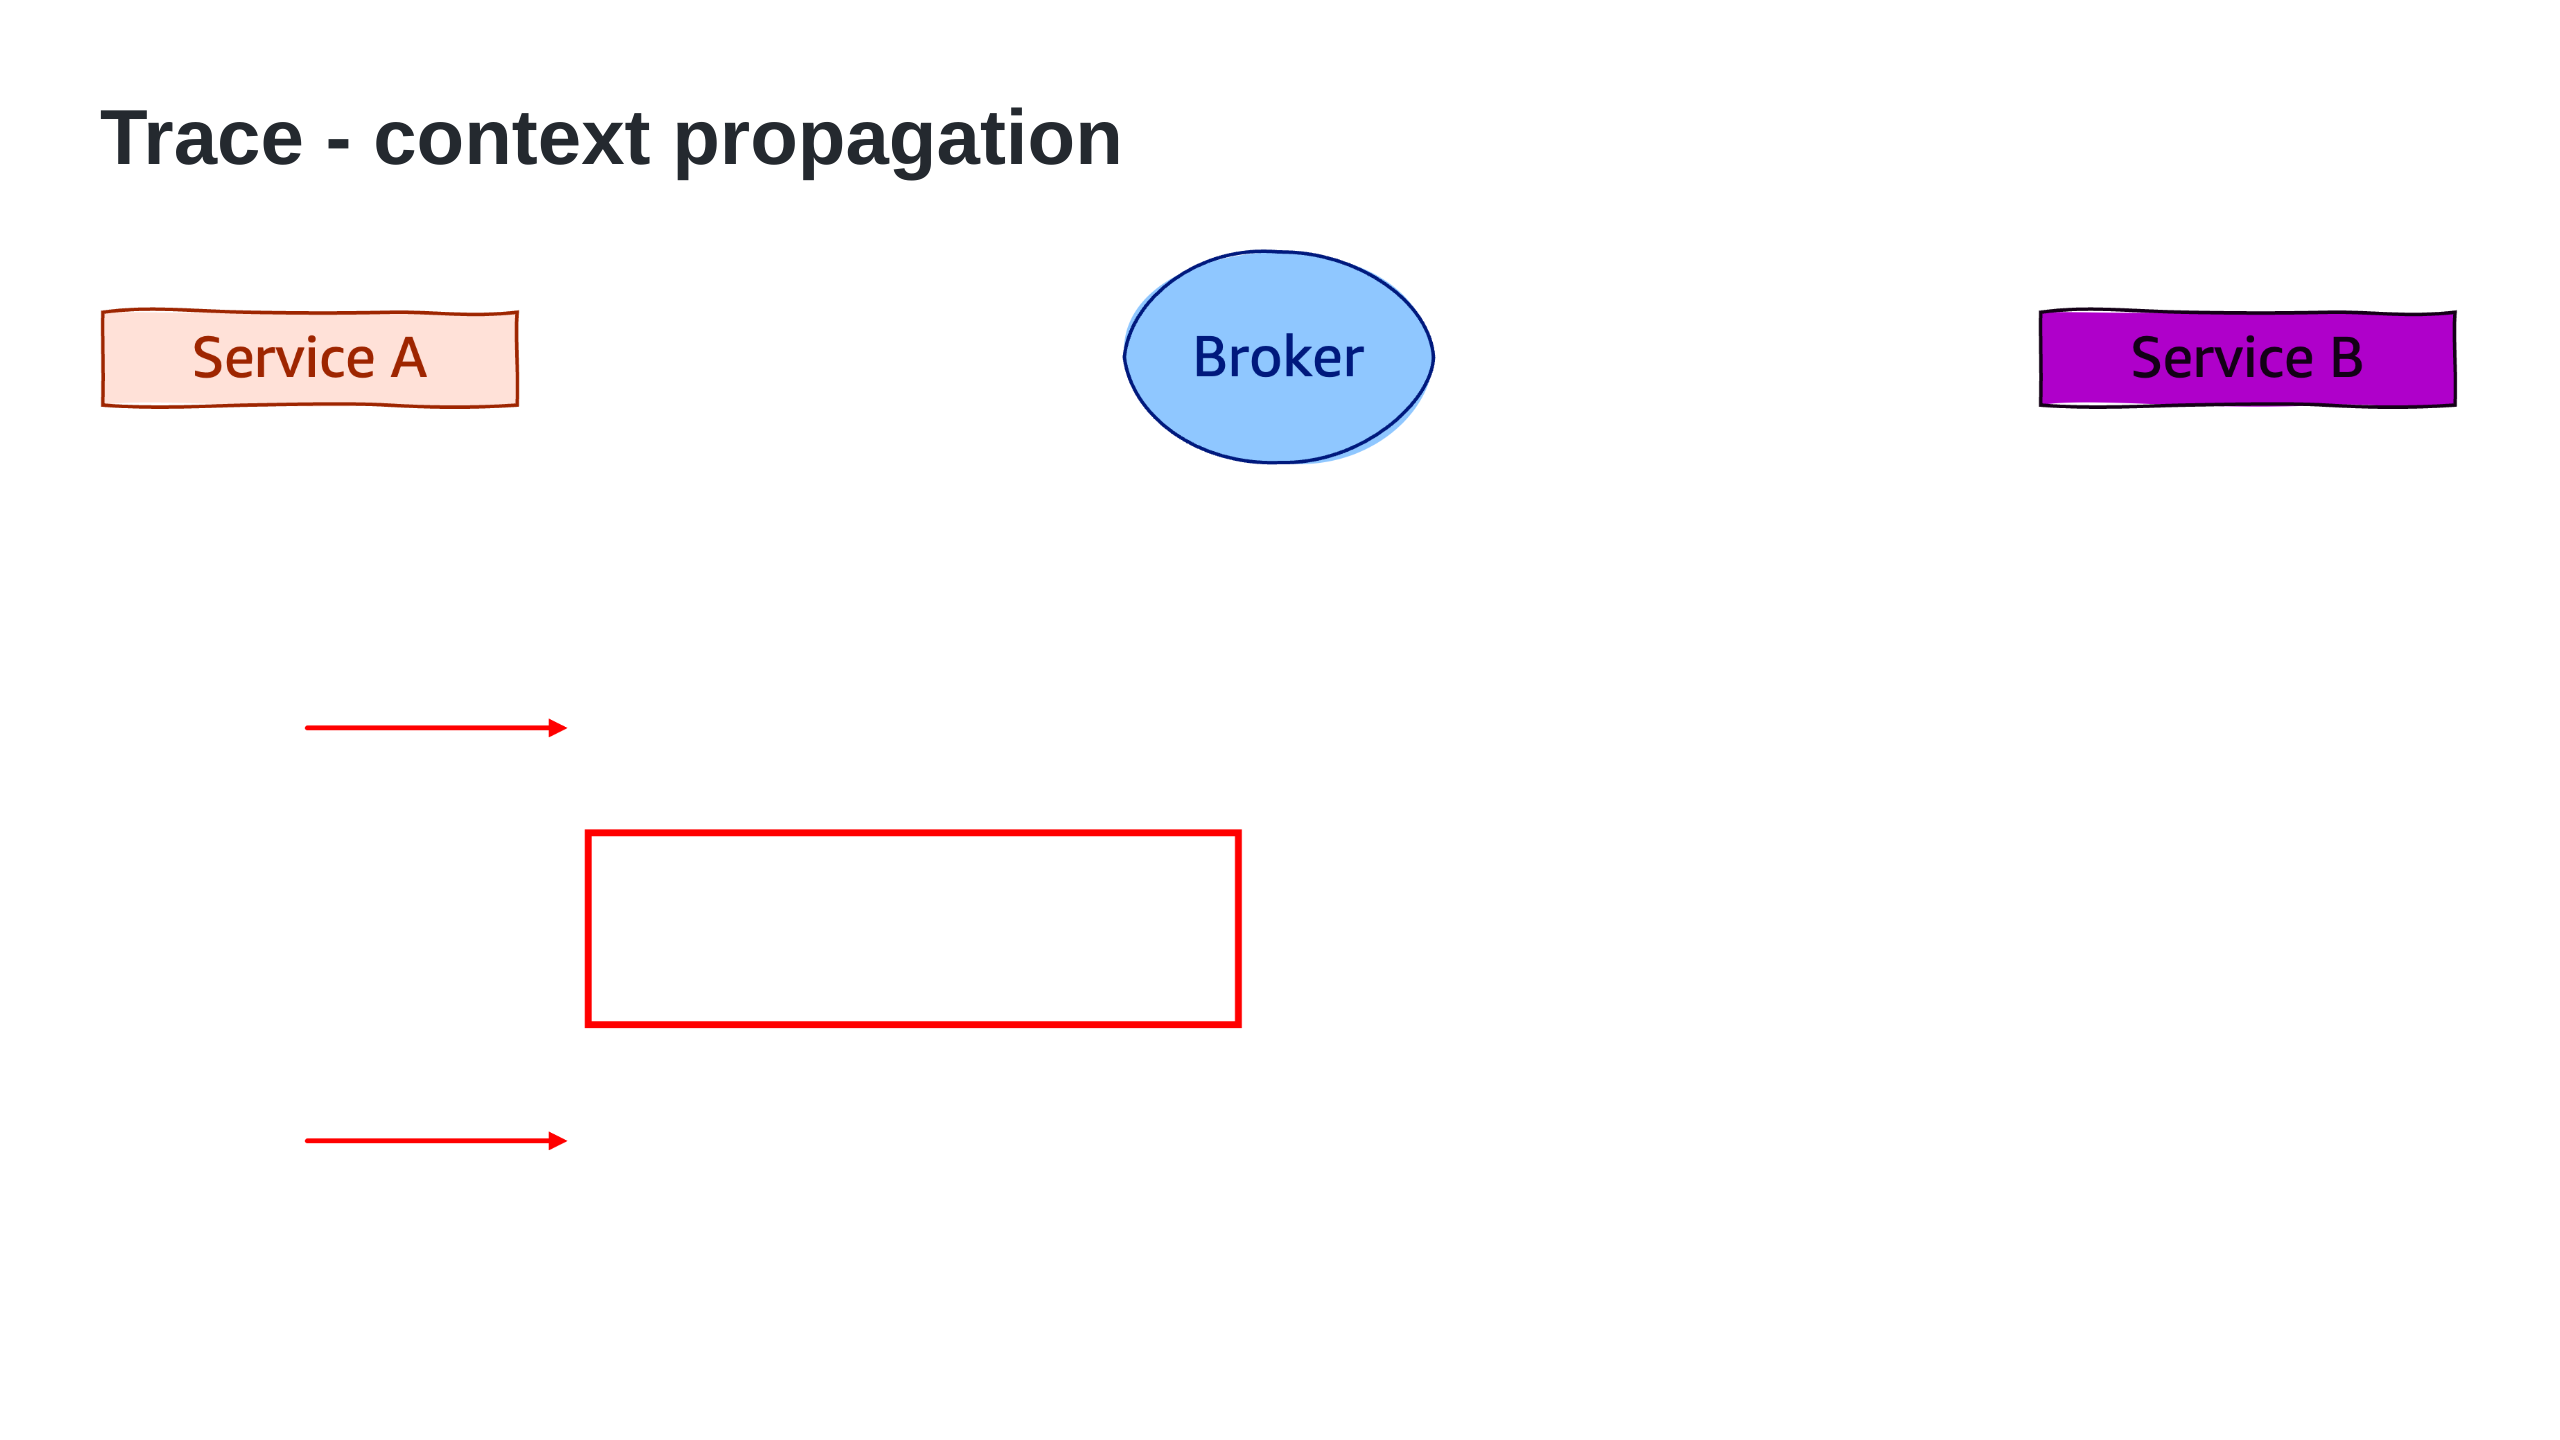 Trace - context propagation
Service A
Broker
Service B